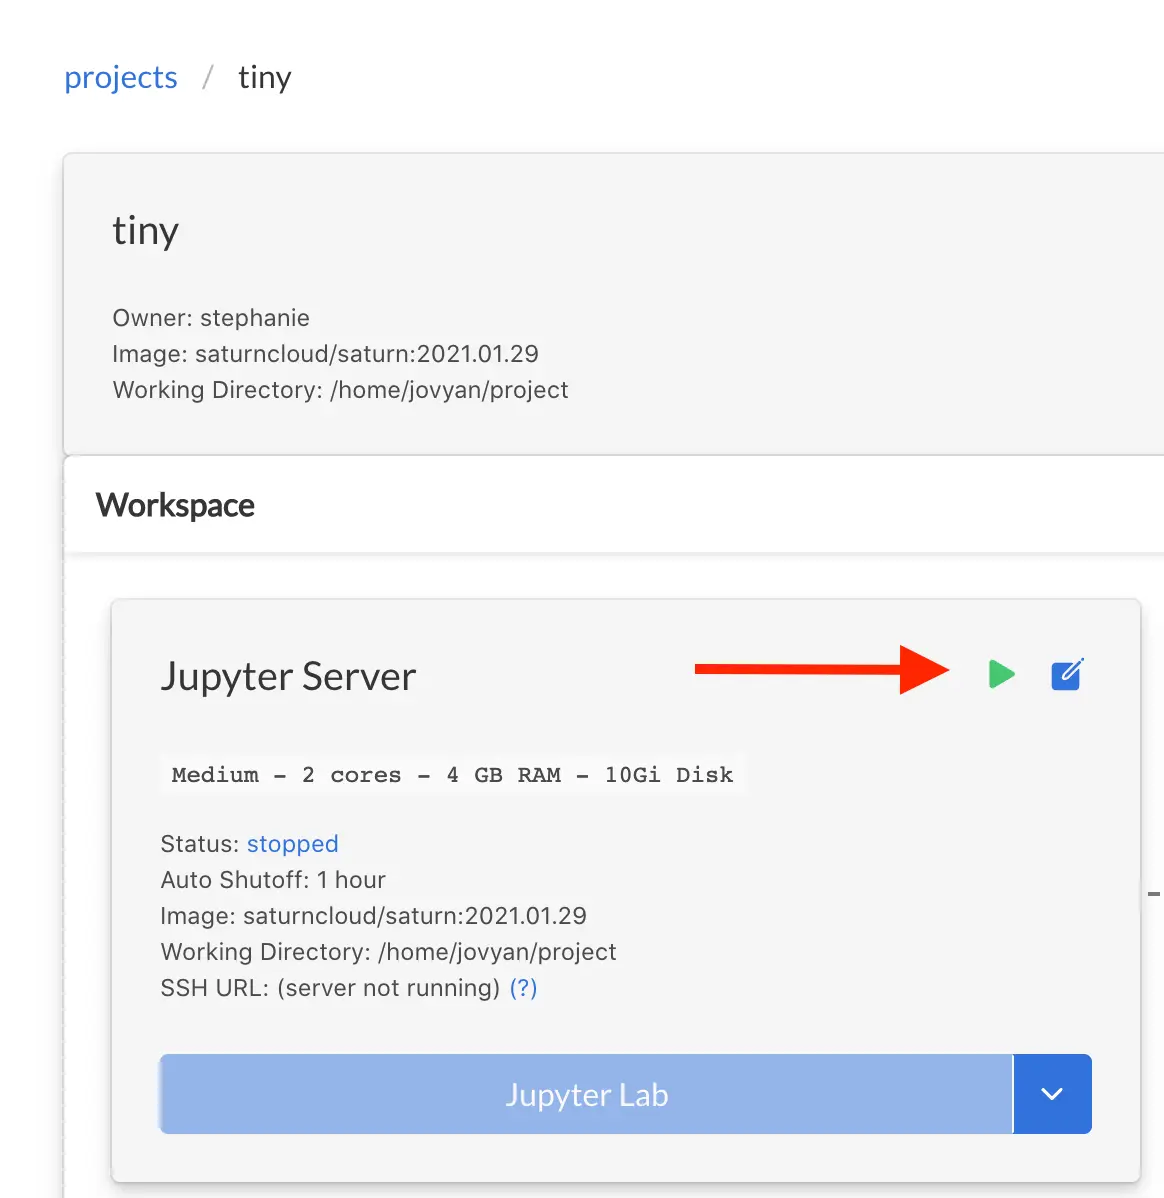 projects / tiny
tiny
Owner: stephanie
Image: saturncloud/saturn:2021.01.29
Working Directory: /home/jovyan/project
Workspace
Jupyter Server
Medium - 2 cores - 4 GB RAM - 10Gi Disk
Status: stopped
Auto Shutoff: 1 hour
Image: saturncloud/saturn:2021.01.29
Working Directory: /home/jovyan/project
SSH URL: (server not running) (?)
Jupyter Lab